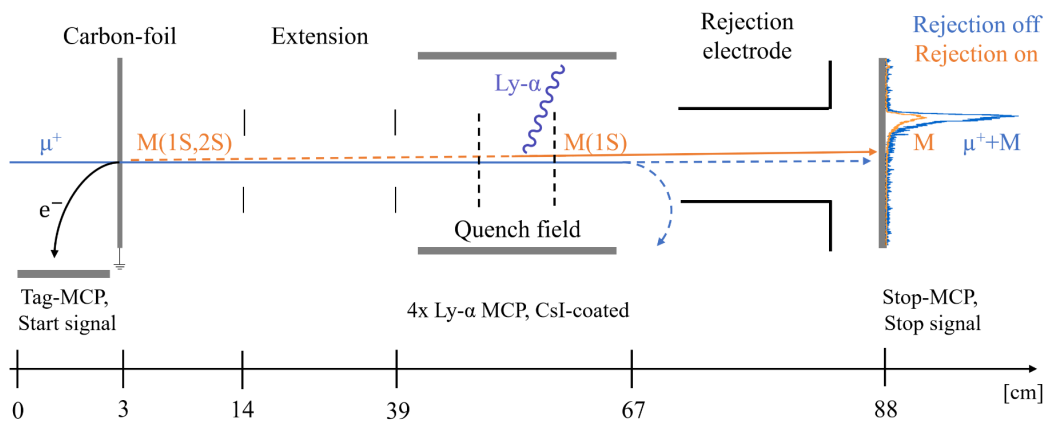 Carbon-foil
Extension
Rejection
electrode
Rejection off
Rejection on
Ly-α
μ⁺
M(1S,2S)
M(1S)
M
μ⁺+M
e⁻
Quench field
Tag-MCP,
Start signal
4x Ly-α MCP, CsI-coated
Stop-MCP,
Stop signal
0 3 14 39 67 88 [cm]